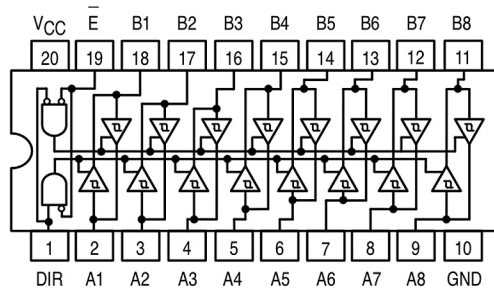 VCC E B1 B2 B3 B4 B5 B6 B7 B8
20 19 18 17 16 15 14 13 12 11
1 2 3 4 5 6 7 8 9 10
DIR A1 A2 A3 A4 A5 A6 A7 A8 GND